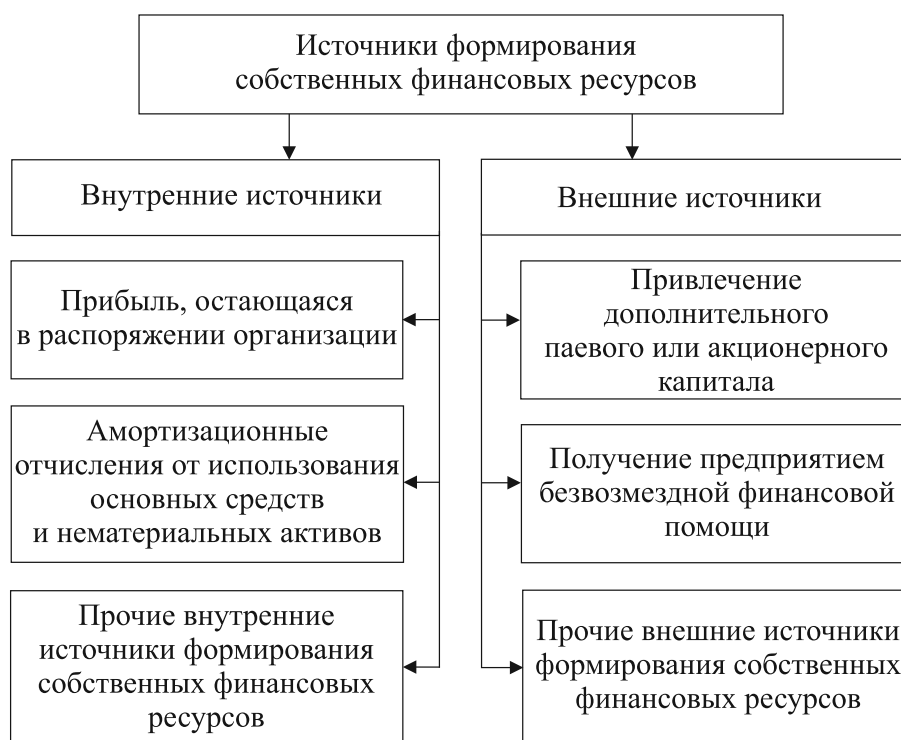 Источники формирования
собственных финансовых ресурсов
Внутренние источники
Внешние источники
Прибыль, остающаяся
в распоряжении организации
Привлечение
дополнительного
паевого или акционерного
капитала
Амортизационные
отчисления от использования
основных средств
и нематериальных активов
Получение предприятием
безвозмездной финансовой
помощи
Прочие внутренние
источники формирования
собственных финансовых
ресурсов
Прочие внешние источники
формирования собственных
финансовых ресурсов